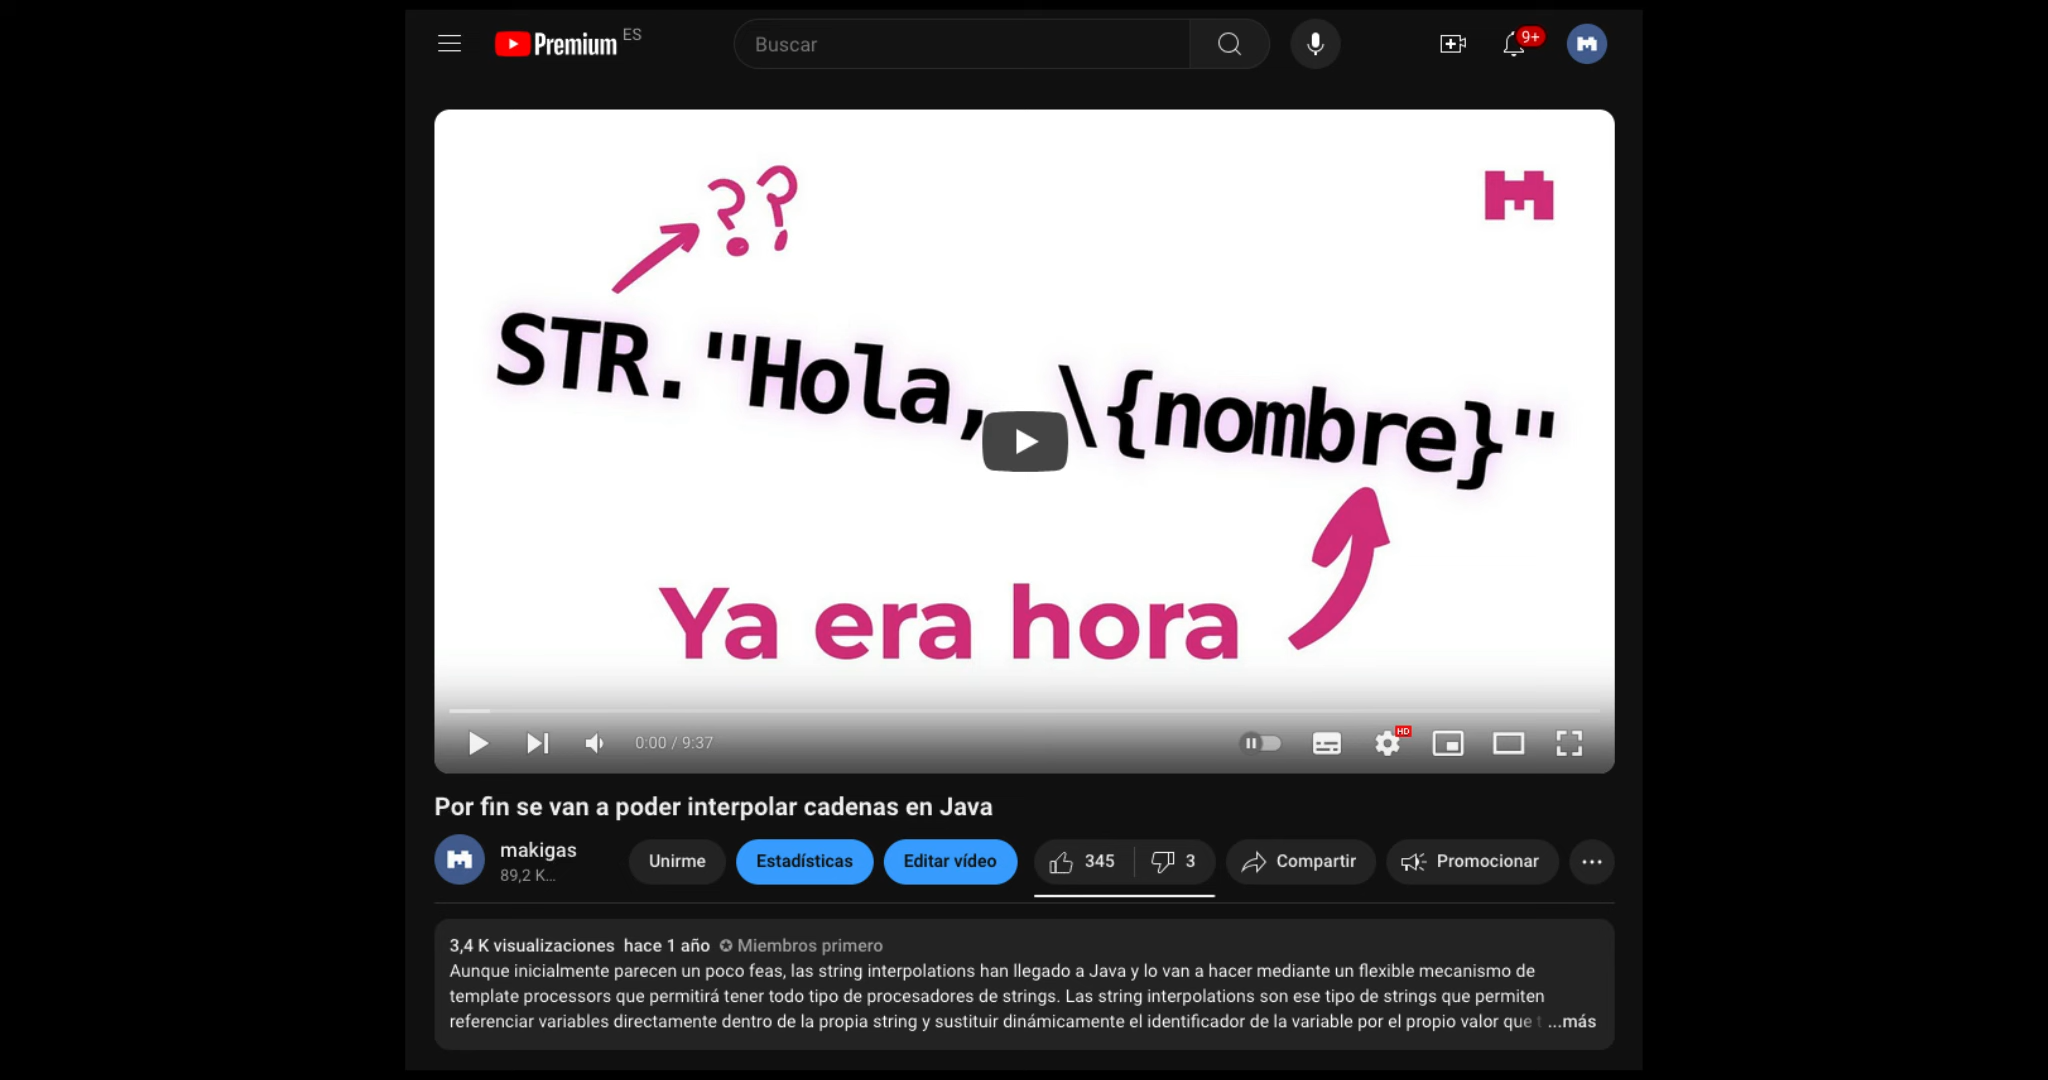 Premium ES
Buscar
9+
??
STR."Hola, \{nombre}"
Ya era hora
0:00 / 9:37
HD
Por fin se van a poder interpolar cadenas en Java
makigas
89,2 K...
Unirme
Estadísticas
Editar vídeo
345
3
Compartir
Promocionar
3,4 K visualizaciones hace 1 año Miembros primero
Aunque inicialmente parecen un poco feas, las string interpolations han llegado a Java y lo van a hacer mediante un flexible mecanismo de
template processors que permitirá tener todo tipo de procesadores de strings. Las string interpolations son ese tipo de strings que permiten
referenciar variables directamente dentro de la propia string y sustituir dinámicamente el identificador de la variable por el propio valor que t ...más